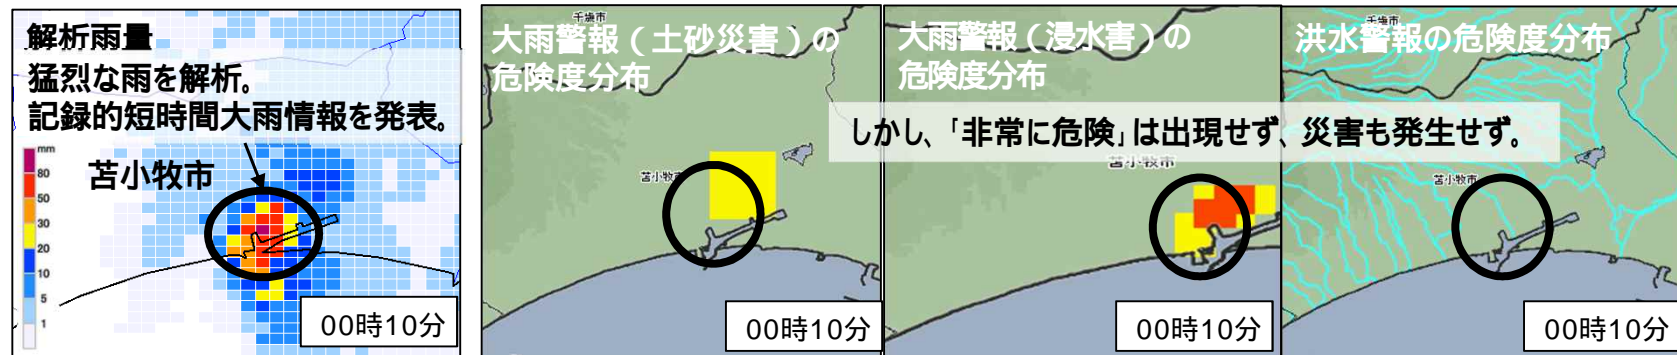 解析雨量
猛烈な雨を解析。
記録的短時間大雨情報を発表。
苫小牧市
mm
80
50
30
20
10
5
1
00時10分
千歳市
大雨警報(土砂災害)の
危険度分布
苫小牧市
00時10分
大雨警報(浸水害)の
危険度分布
しかし、「非常に危険」は出現せず、災害も発生せず。
苫小牧市
00時10分
千歳市
洪水警報の危険度分布
苫小牧市
00時10分